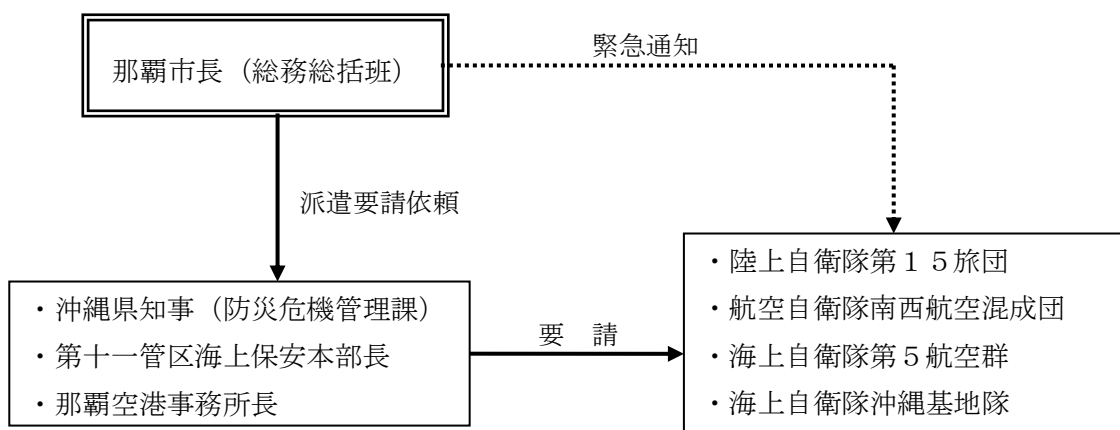 緊急通知
那覇市長（総務総括班）
派遣要請依頼
・沖縄県知事（防災危機管理課）
・第十一管区海上保安本部長
・那覇空港事務所長
要　請
・陸上自衛隊第１５旅団
・航空自衛隊南西航空混成団
・海上自衛隊第５航空群
・海上自衛隊沖縄基地隊